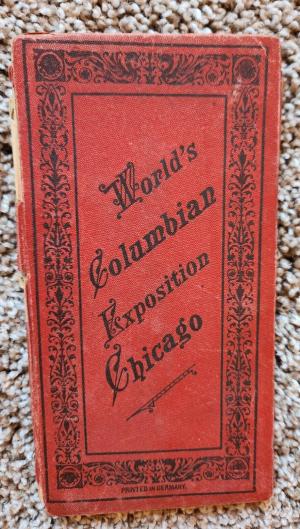 World's
Columbian
Exposition
Chicago
PRINTED IN GERMANY.